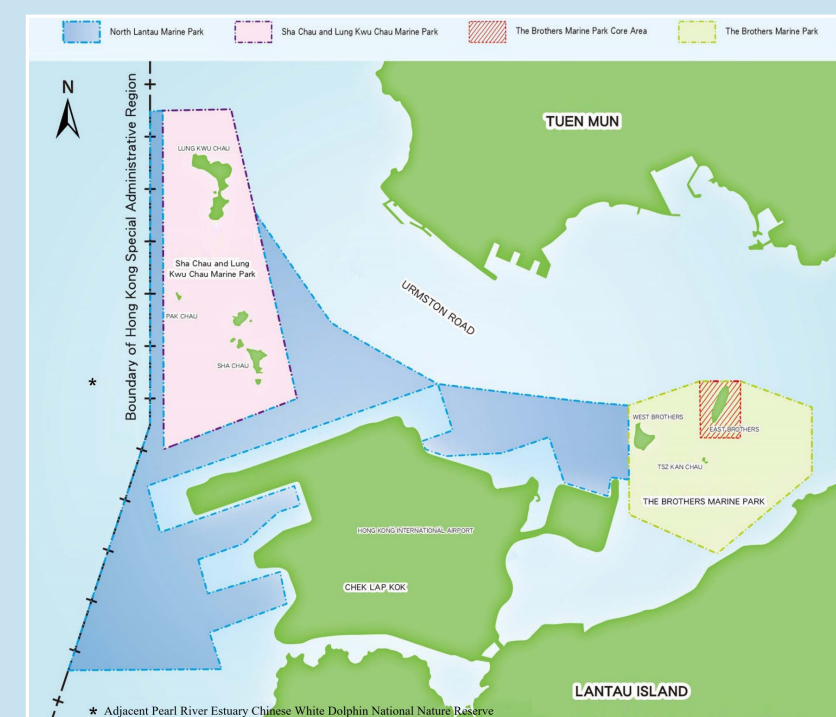 North Lantau Marine Park
Sha Chau and Lung Kwu Chau Marine Park
The Brothers Marine Park Core Area
The Brothers Marine Park
N
Boundary of Hong Kong Special Administrative Region
TUEN MUN
LUNG KWU CHAU
Sha Chau and Lung
Kwu Chau Marine Park
URMSTON ROAD
PAK CHAU
SHA CHAU
*
WEST BROTHERS
EAST BROTHERS
TSZ KAN CHAU
THE BROTHERS MARINE PARK
HONG KONG INTERNATIONAL AIRPORT
CHEK LAP KOK
LANTAU ISLAND
* Adjacent Pearl River Estuary Chinese White Dolphin National Nature Reserve